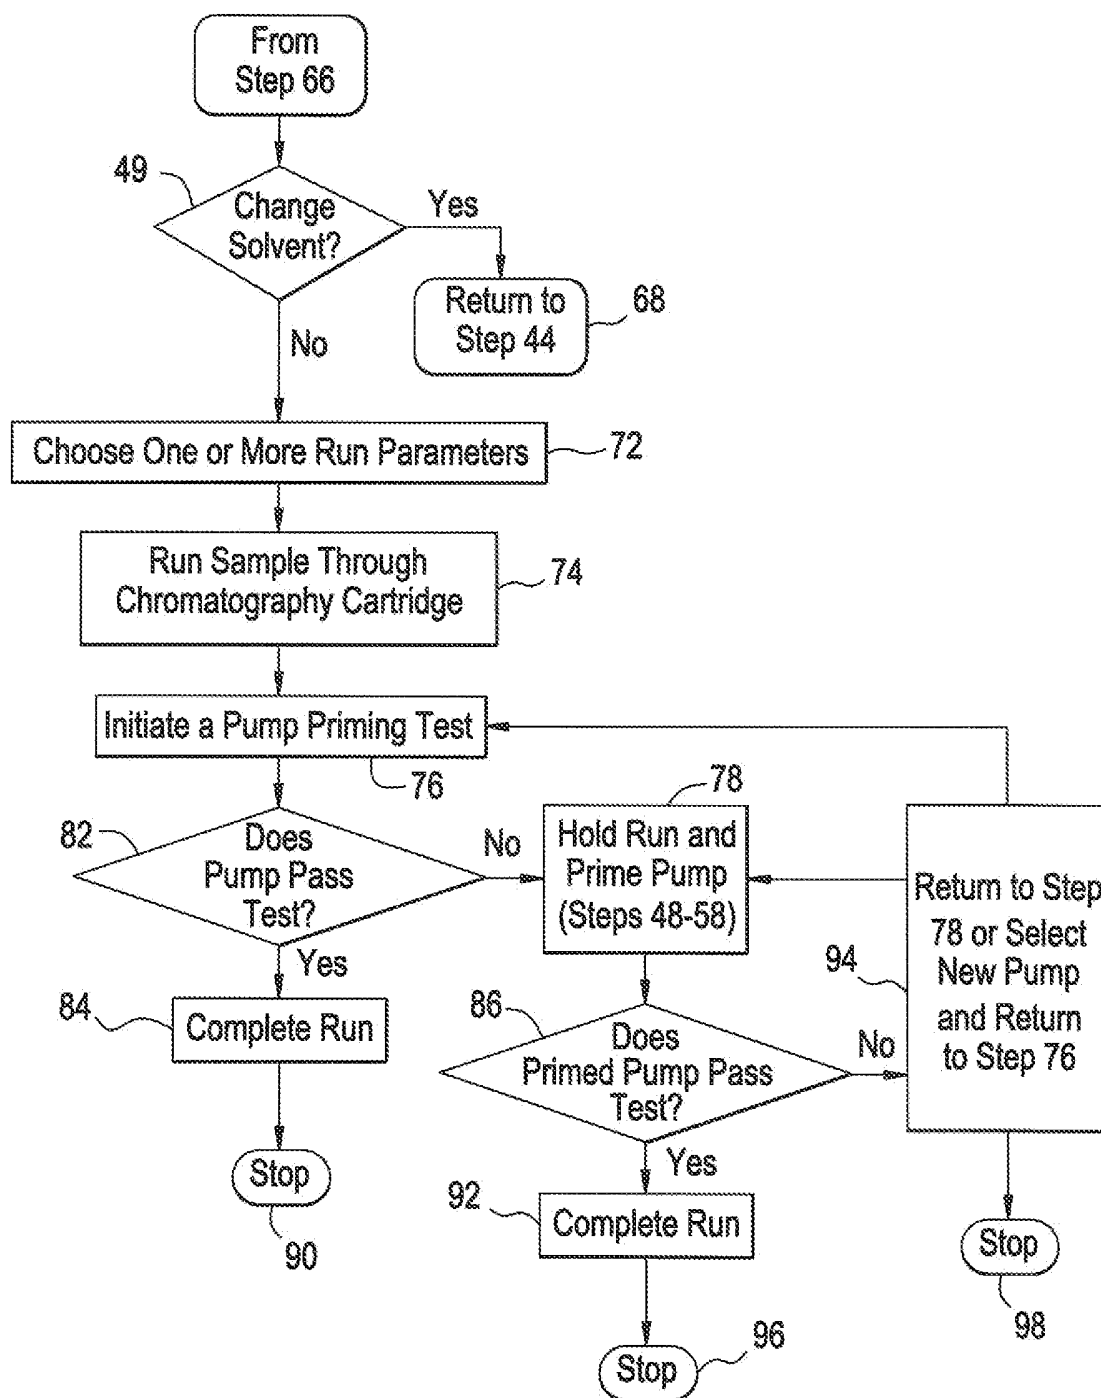 From
Step 66
49
Change
Solvent?
Yes
Return to
Step 44
68
No
Choose One or More Run Parameters
72
Run Sample Through
Chromatography Cartridge
74
Initiate a Pump Priming Test
76
82
Does
Pump Pass
Test?
No
78
Hold Run and
Prime Pump
(Steps 48-58)
Return to Step
78 or Select
New Pump
and Return
to Step 76
94
Yes
84
Complete Run
86
Does
Primed Pump Pass
Test?
No
Stop
90
Yes
92
Complete Run
Stop
98
Stop
96